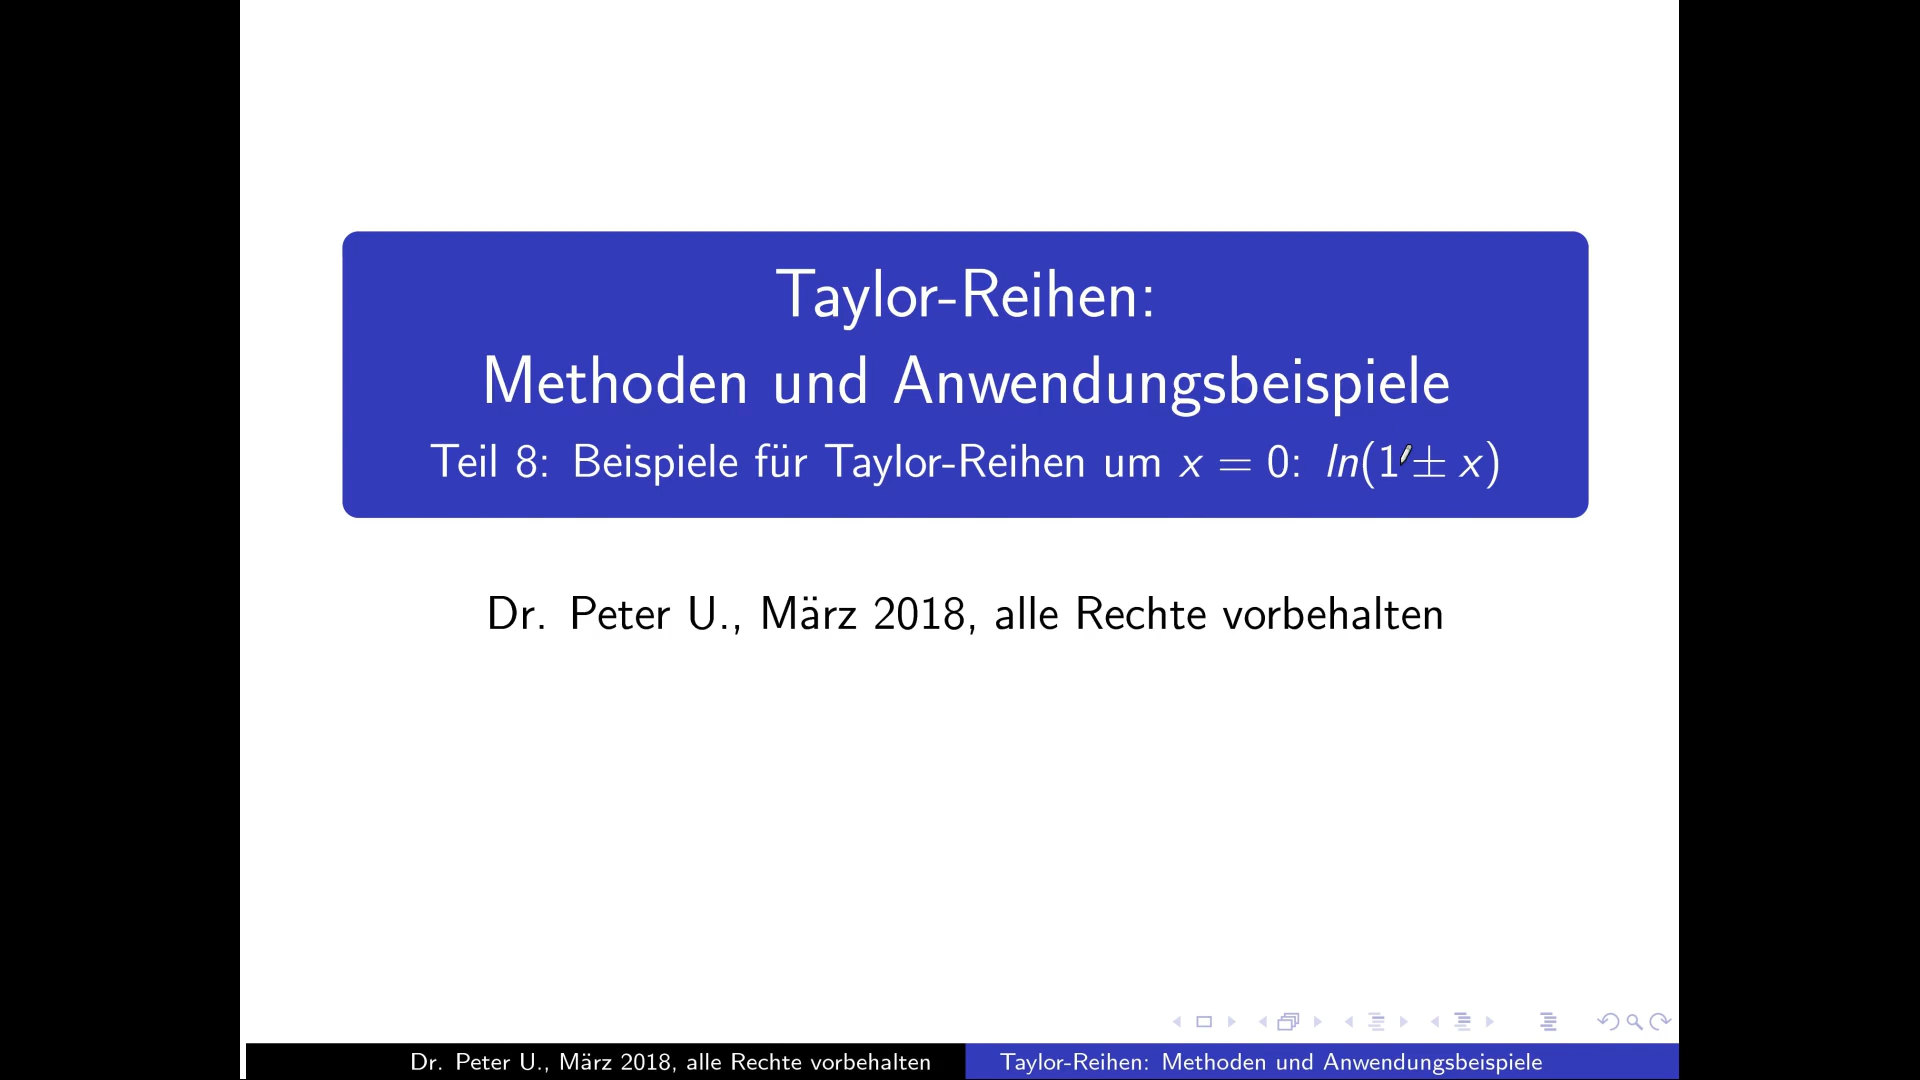 Taylor-Reihen:
Methoden und Anwendungsbeispiele
Teil 8: Beispiele für Taylor-Reihen um x = 0: ln(1 ± x)
Dr. Peter U., März 2018, alle Rechte vorbehalten
Dr. Peter U., März 2018, alle Rechte vorbehalten
Taylor-Reihen: Methoden und Anwendungsbeispiele